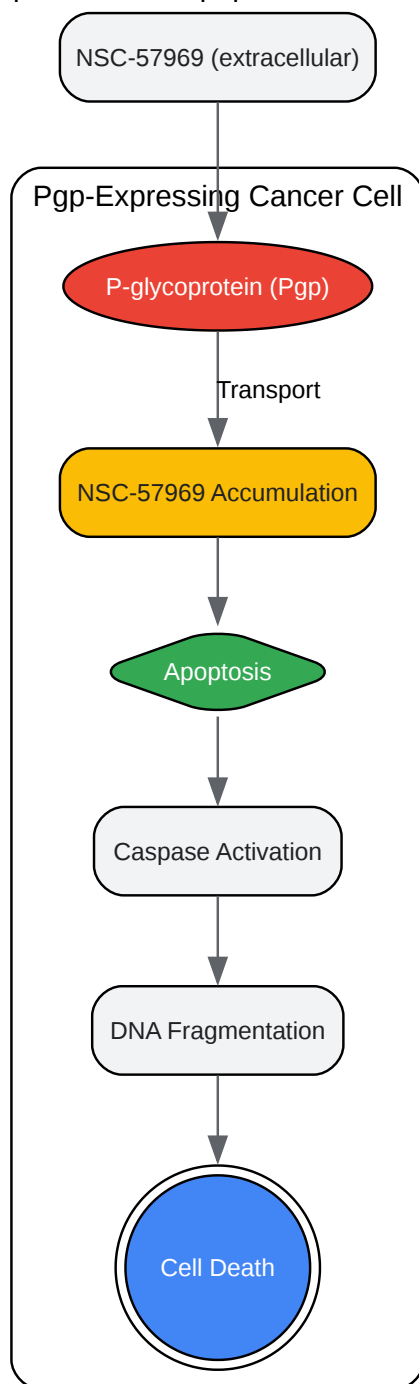 NSC-57969 (extracellular)
Pgp-Expressing Cancer Cell
P-glycoprotein (Pgp)
Transport
NSC-57969 Accumulation
Apoptosis
Caspase Activation
DNA Fragmentation
Cell Death